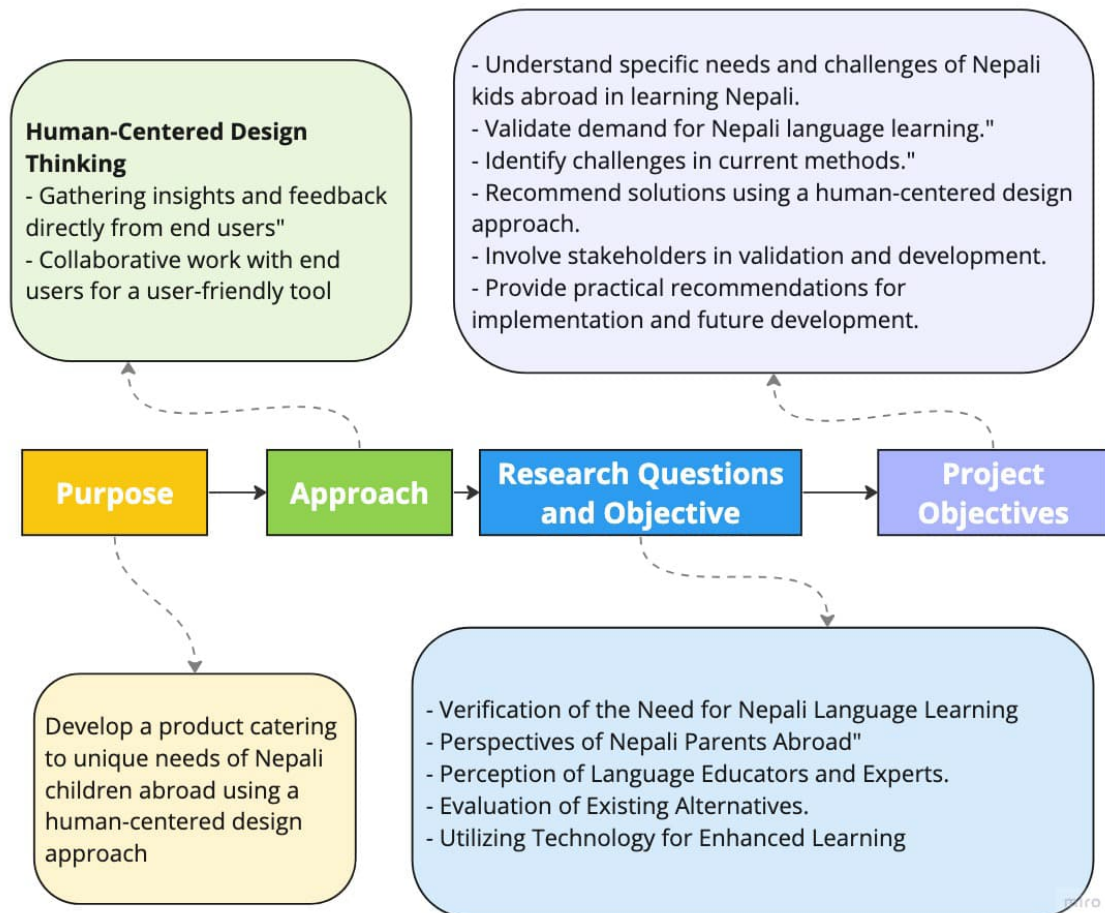 Human-Centered Design
Thinking
- Gathering insights and feedback
directly from end users"
- Collaborative work with end
users for a user-friendly tool
- Understand specific needs and challenges of Nepali
kids abroad in learning Nepali.
- Validate demand for Nepali language learning."
- Identify challenges in current methods."
- Recommend solutions using a human-centered design
approach.
- Involve stakeholders in validation and development.
- Provide practical recommendations for
implementation and future development.
Purpose
Approach
Research Questions
and Objective
Project
Objectives
Develop a product catering
to unique needs of Nepali
children abroad using a
human-centered design
approach
- Verification of the Need for Nepali Language Learning
- Perspectives of Nepali Parents Abroad"
- Perception of Language Educators and Experts.
- Evaluation of Existing Alternatives.
- Utilizing Technology for Enhanced Learning
miro